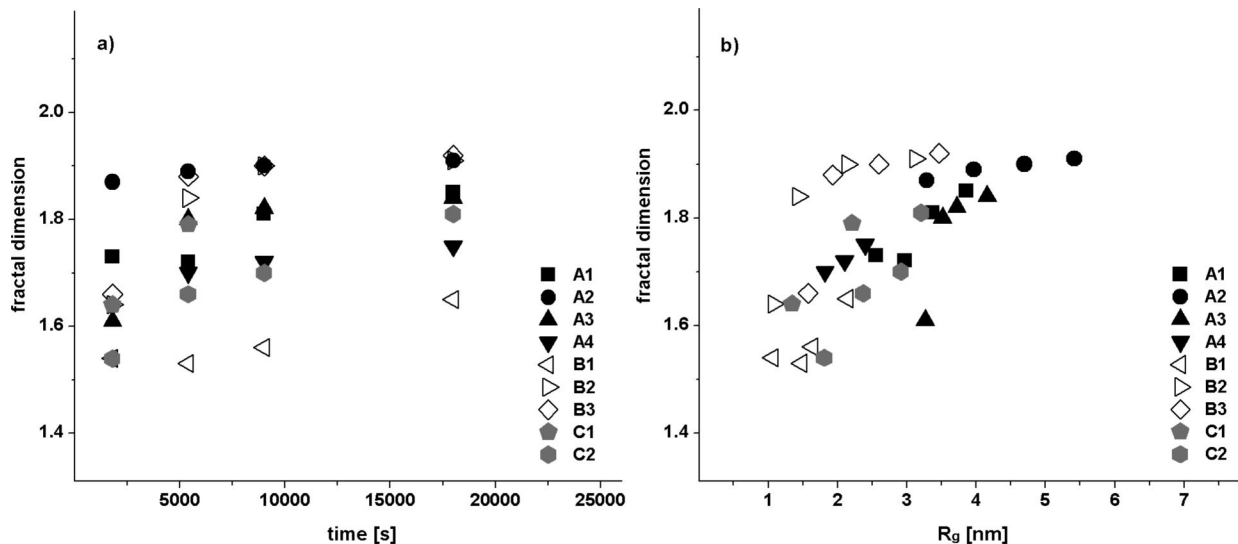 a)
fractal dimension
2.0
1.8
1.6
1.4
5000 10000 15000 20000 25000
time [s]
A1
A2
A3
A4
B1
B2
B3
C1
C2
b)
fractal dimension
2.0
1.8
1.6
1.4
1 2 3 4 5 6 7
Rg [nm]
A1
A2
A3
A4
B1
B2
B3
C1
C2